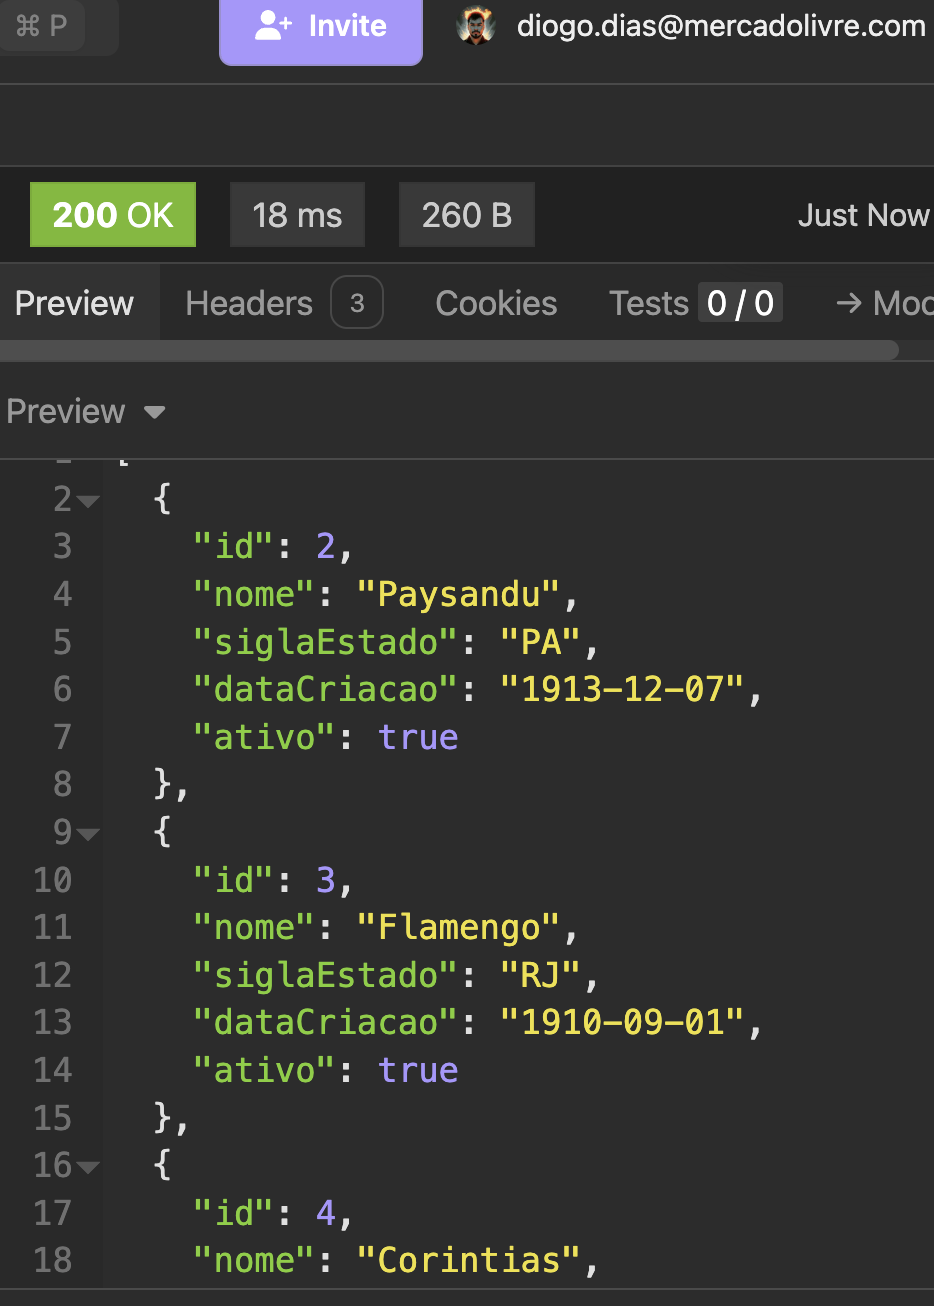 ⌘ P
Invite
diogo.dias@mercadolivre.com
200 OK
18 ms
260 B
Just Now
Preview
Headers 3
Cookies
Tests 0 / 0
→ Moc
Preview
2 {
3 "id": 2,
4 "nome": "Paysandu",
5 "siglaEstado": "PA",
6 "dataCriacao": "1913-12-07",
7 "ativo": true
8 },
9 {
10 "id": 3,
11 "nome": "Flamengo",
12 "siglaEstado": "RJ",
13 "dataCriacao": "1910-09-01",
14 "ativo": true
15 },
16 {
17 "id": 4,
18 "nome": "Corintias",